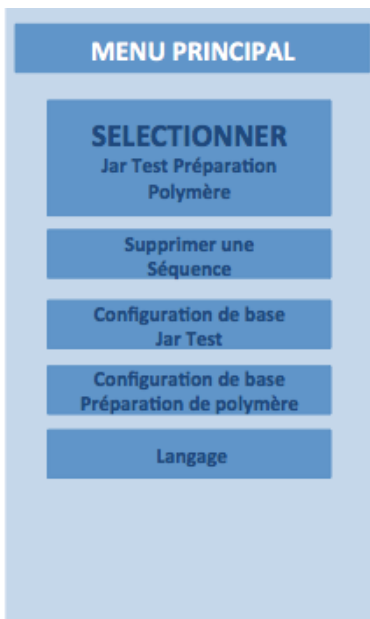 MENU PRINCIPAL
SELECTIONNER
Jar Test Préparation
Polymère
Supprimer une
Séquence
Configuration de base
Jar Test
Configuration de base
Préparation de polymère
Langage